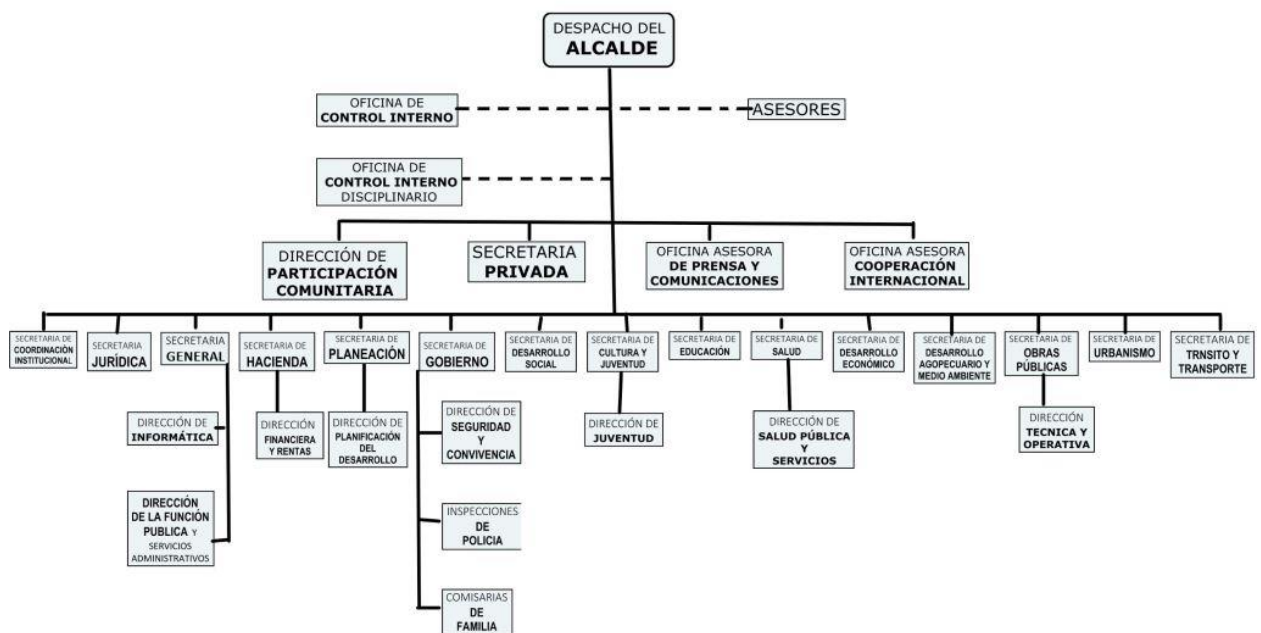 DESPACHO DEL
ALCALDE
OFICINA DE
CONTROL INTERNO
ASESORES
OFICINA DE
CONTROL INTERNO
DISCIPLINARIO
DIRECCIÓN DE
PARTICIPACIÓN
COMUNITARIA
SECRETARIA
PRIVADA
OFICINA ASESORA
DE PRENSA Y
COMUNICACIONES
OFICINA ASESORA
COOPERACIÓN
INTERNACIONAL
SECRETARIA DE
COORDINACIÓN
INSTITUCIONAL
SECRETARIA
JURÍDICA
SECRETARIA
GENERAL
SECRETARIA DE
HACIENDA
SECRETARIA DE
PLANEACIÓN
SECRETARIA DE
GOBIERNO
SECRETARIA DE
DESARROLLO
SOCIAL
SECRETARIA DE
CULTURA Y
JUVENTUD
SECRETARIA DE
EDUCACIÓN
SECRETARIA DE
SALUD
SECRETARIA DE
DESARROLLO
ECONÓMICO
SECRETARIA DE
DESARROLLO
AGOPECUARIO Y
MEDIO AMBIENTE
SECRETARIA DE
OBRAS
PÚBLICAS
SECRETARIA DE
URBANISMO
SECRETARIA DE
TRNSITO Y
TRANSPORTE
DIRECCIÓN DE
INFORMÁTICA
DIRECCIÓN
FINANCIERA
Y RENTAS
DIRECCIÓN DE
PLANIFICACIÓN
DEL
DESARROLLO
DIRECCIÓN DE
SEGURIDAD
Y
CONVIVENCIA
DIRECCIÓN DE
JUVENTUD
DIRECCIÓN DE
SALUD PÚBLICA
Y
SERVICIOS
DIRECCIÓN
TECNICA Y
OPERATIVA
DIRECCIÓN
DE LA FUNCIÓN
PUBLICA Y
SERVICIOS
ADMINISTRATIVOS
INSPECCIONES
DE
POLICIA
COMISARIAS
DE
FAMILIA